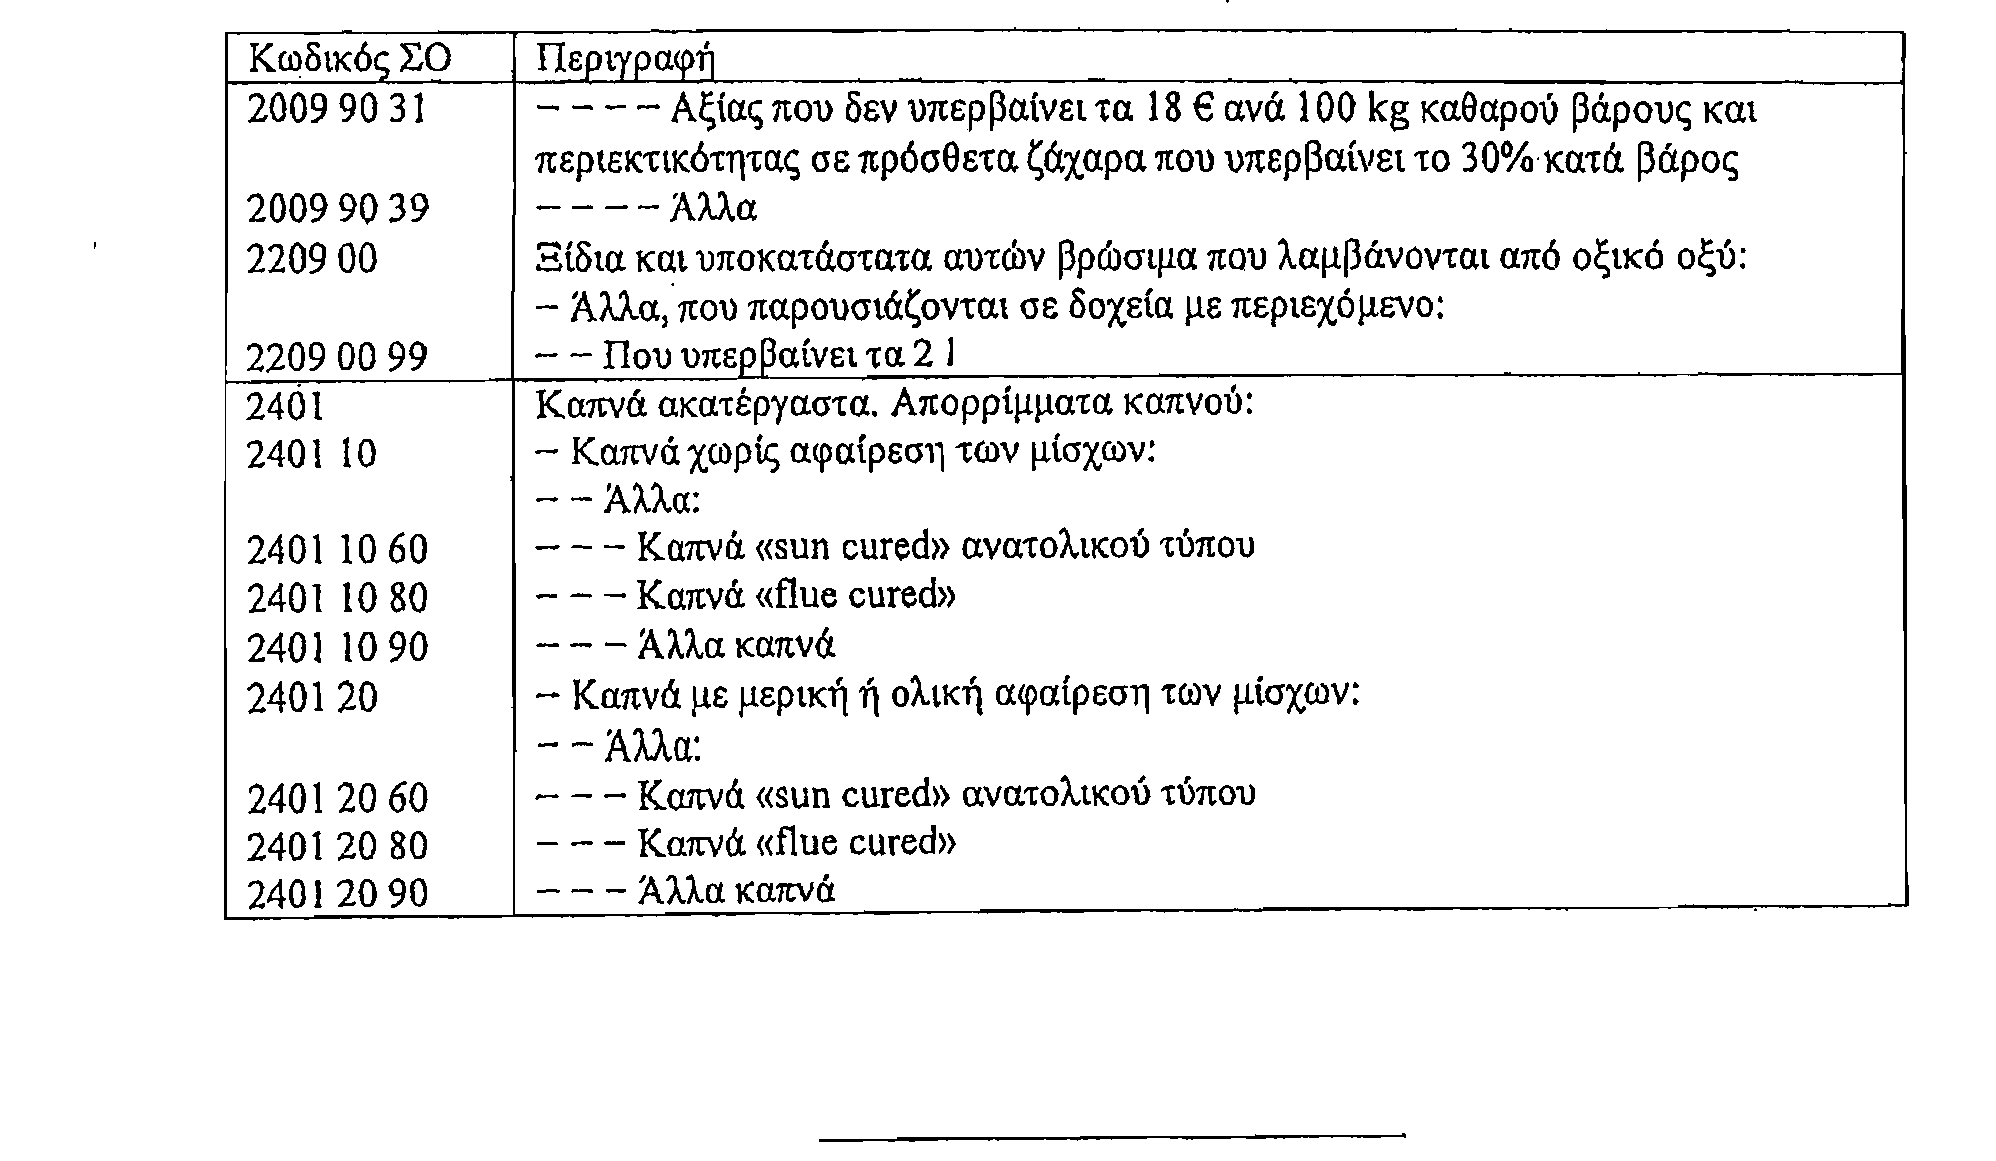 Κωδικός ΣΟ Περιγραφή
2009 90 31 – – – – Αξίας που δεν υπερβαίνει τα 18 € ανά 100 kg καθαρού βάρους και
περιεκτικότητας σε πρόσθετα ζάχαρα που υπερβαίνει το 30% κατά βάρος
2009 90 39 – – – – Άλλα
2209 00 Ξίδια και υποκατάστατα αυτών βρώσιμα που λαμβάνονται από οξικό οξύ:
– Άλλα, που παρουσιάζονται σε δοχεία με περιεχόμενο:
2209 00 99 – – Που υπερβαίνει τα 2 l
2401 Καπνά ακατέργαστα. Απορρίμματα καπνού:
2401 10 – Καπνά χωρίς αφαίρεση των μίσχων:
– – Άλλα:
2401 10 60 – – – Καπνά «sun cured» ανατολικού τύπου
2401 10 80 – – – Καπνά «flue cured»
2401 10 90 – – – Άλλα καπνά
2401 20 – Καπνά με μερική ή ολική αφαίρεση των μίσχων:
– – Άλλα:
2401 20 60 – – – Καπνά «sun cured» ανατολικού τύπου
2401 20 80 – – – Καπνά «flue cured»
2401 20 90 – – – Άλλα καπνά